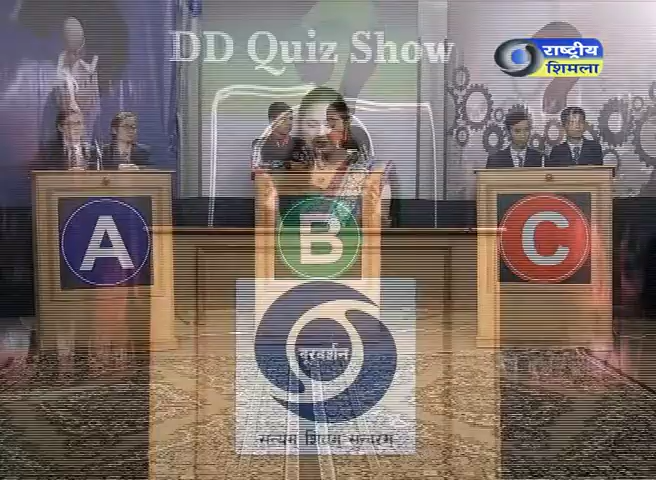 DD Quiz Show
राष्ट्रीय
शिमला
A
B
C
दूरदर्शन
सत्यम शिवम सुन्दरम